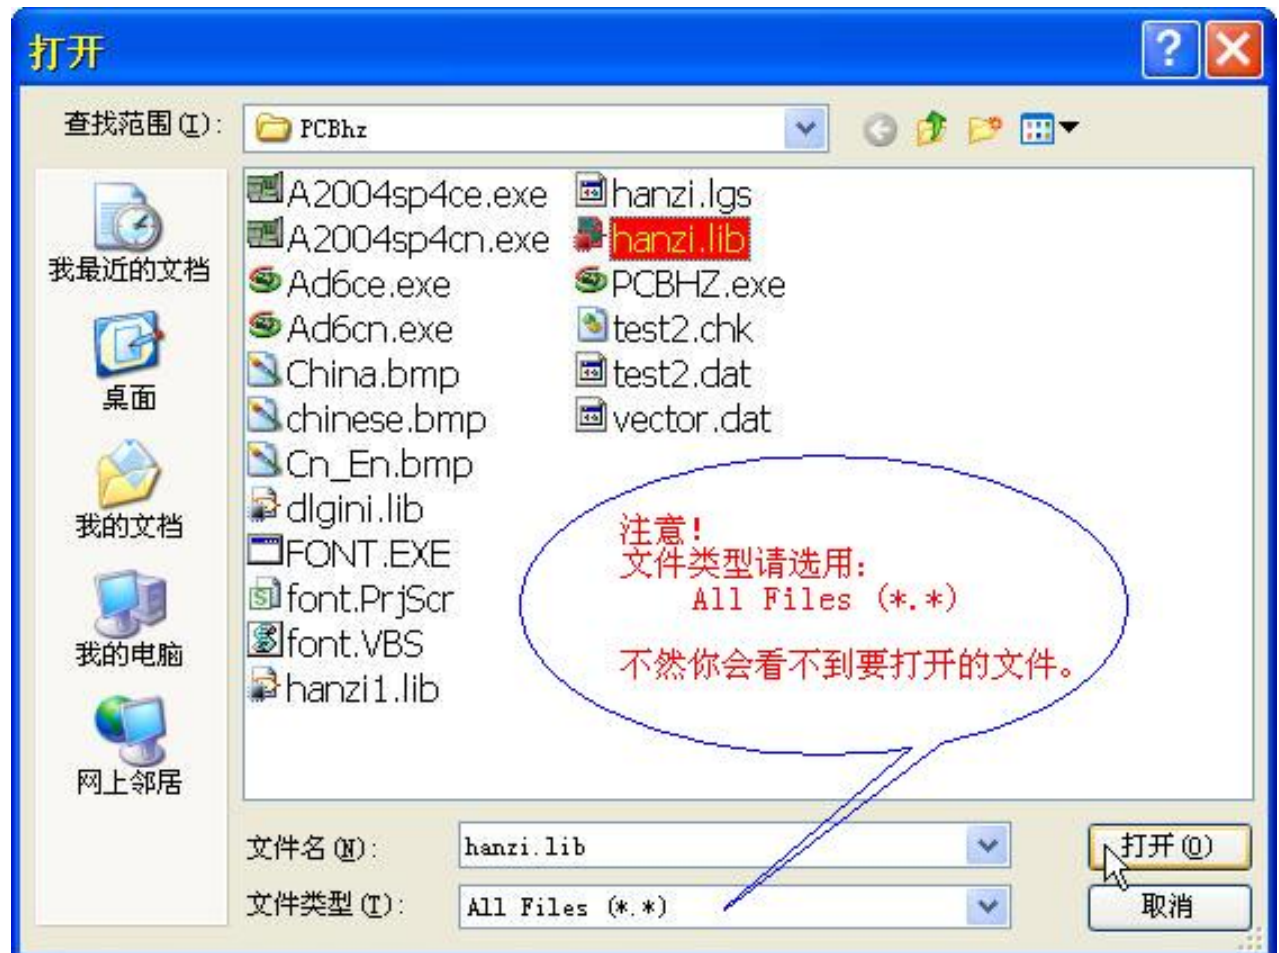 打开
查找范围(I):
PCBhz
A2004sp4ce.exe
A2004sp4cn.exe
Ad6ce.exe
Ad6cn.exe
China.bmp
chinese.bmp
Cn_En.bmp
dlgini.lib
FONT.EXE
font.PrjScr
font.VBS
hanzi1.lib
hanzi.lgs
hanzi.lib
PCBHZ.exe
test2.chk
test2.dat
vector.dat
我最近的文档
桌面
我的文档
我的电脑
网上邻居
注意!
文件类型请选用:
All Files (*.*)
不然你会看不到要打开的文件。
文件名(N):
hanzi.lib
打开(O)
文件类型(T):
All Files (*.*)
取消